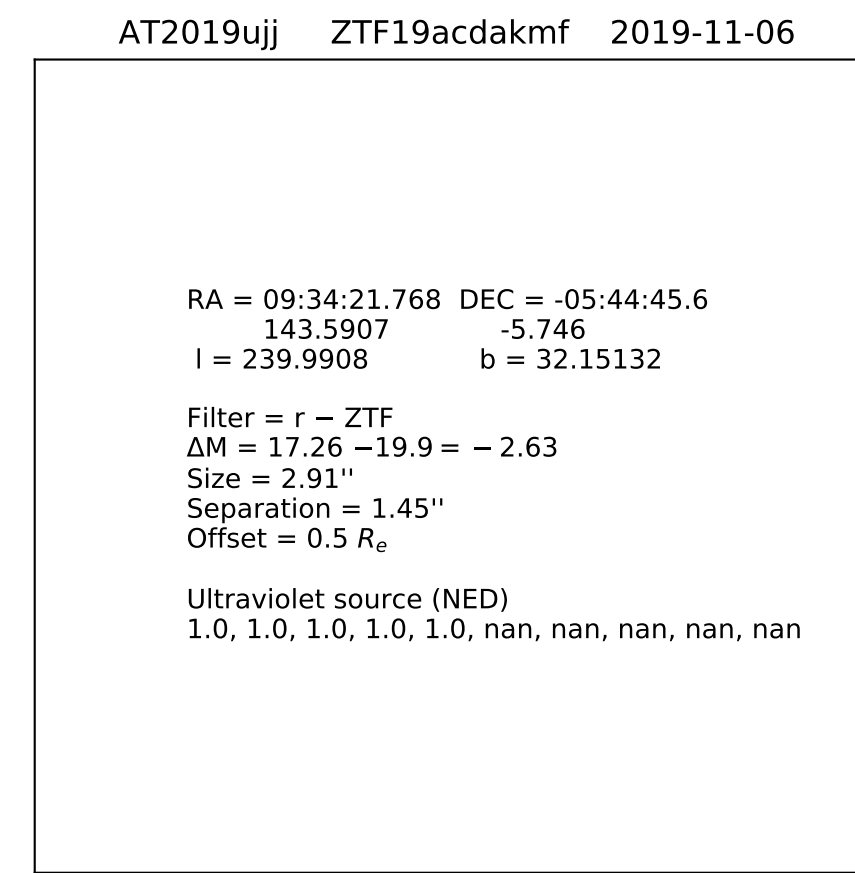 AT2019ujj ZTF19acdakmf 2019-11-06
RA = 09:34:21.768 DEC = -05:44:45.6
143.5907 -5.746
l = 239.9908 b = 32.15132
Filter = r − ZTF
ΔM = 17.26 −19.9 = − 2.63
Size = 2.91''
Separation = 1.45''
Offset = 0.5 Re
Ultraviolet source (NED)
1.0, 1.0, 1.0, 1.0, 1.0, nan, nan, nan, nan, nan